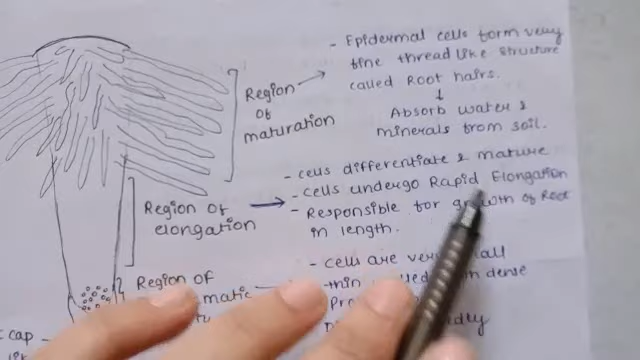 - Epidermal cells form very
fine thread like structure
called Root hairs.
Absorb water &
minerals from soil.
Region
of
maturation
- cells differentiate & mature
- Cells undergo Rapid Elongation
- Responsible for growth of Root
in length.
Region of
elongation
- cells are very small
thin dense
Region of
cap